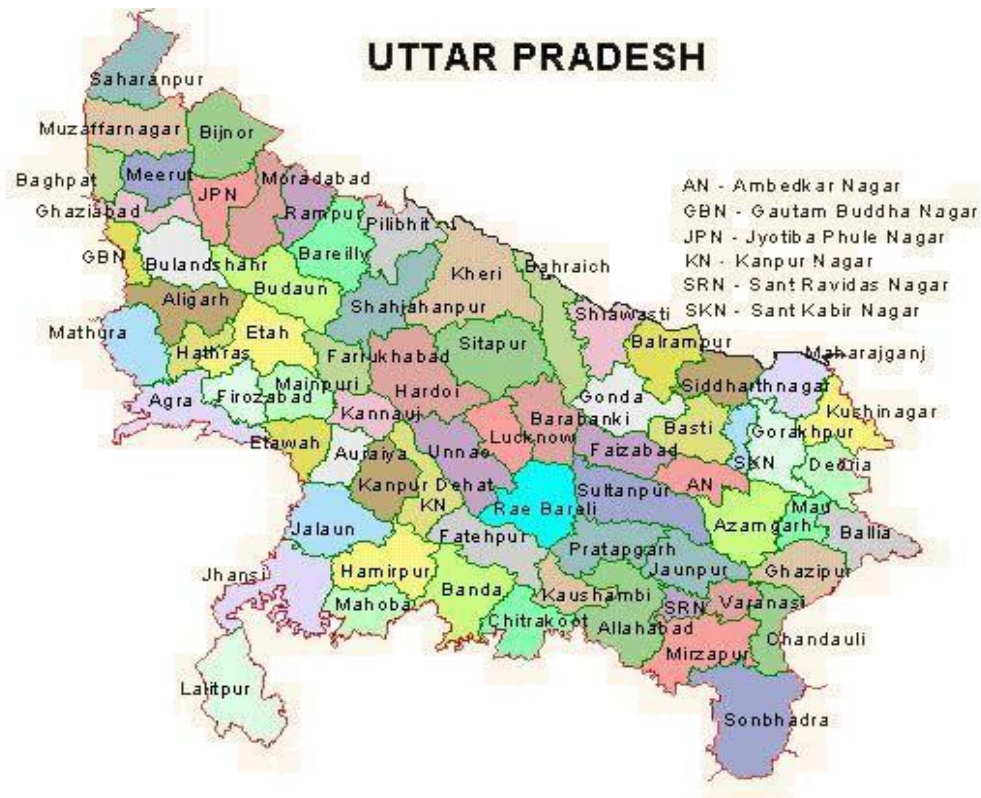 UTTAR PRADESH
Saharanpur
Muzaffarnagar
Bijnor
Baghpat
Meerut
JPN
Moradabad
Ghaziabad
Rampur
Pilibhit
GBN
Bulandshahr
Bareilly
Kheri
Bahraich
AN - Ambedkar Nagar
GBN - Gautam Buddha Nagar
JPN - Jyotiba Phule Nagar
KN - Kanpur Nagar
SRN - Sant Ravidas Nagar
SKN - Sant Kabir Nagar
Aligarh
Budaun
Shahjahanpur
Shrawasti
Mathura
Hathras
Etah
Farrukhabad
Sitapur
Balrampur
Maharajganj
Agra
Firozabad
Mainpuri
Hardoi
Gonda
Siddharthnagar
Kushinagar
Kannauj
Barabanki
Basti
Gorakhpur
Etawah
Auraiya
Unnao
Lucknow
Faizabad
SKN
Deoria
Kanpur Dehat
KN
Rae Bareli
Sultanpur
AN
Mau
Jalaun
Fatehpur
Azamgarh
Ballia
Jhansi
Hamirpur
Banda
Pratapgarh
Jaunpur
Ghazipur
Mahoba
Chitrakoot
Kaushambi
SRN
Varanasi
Allahabad
Mirzapur
Chandauli
Lalitpur
Sonbhadra